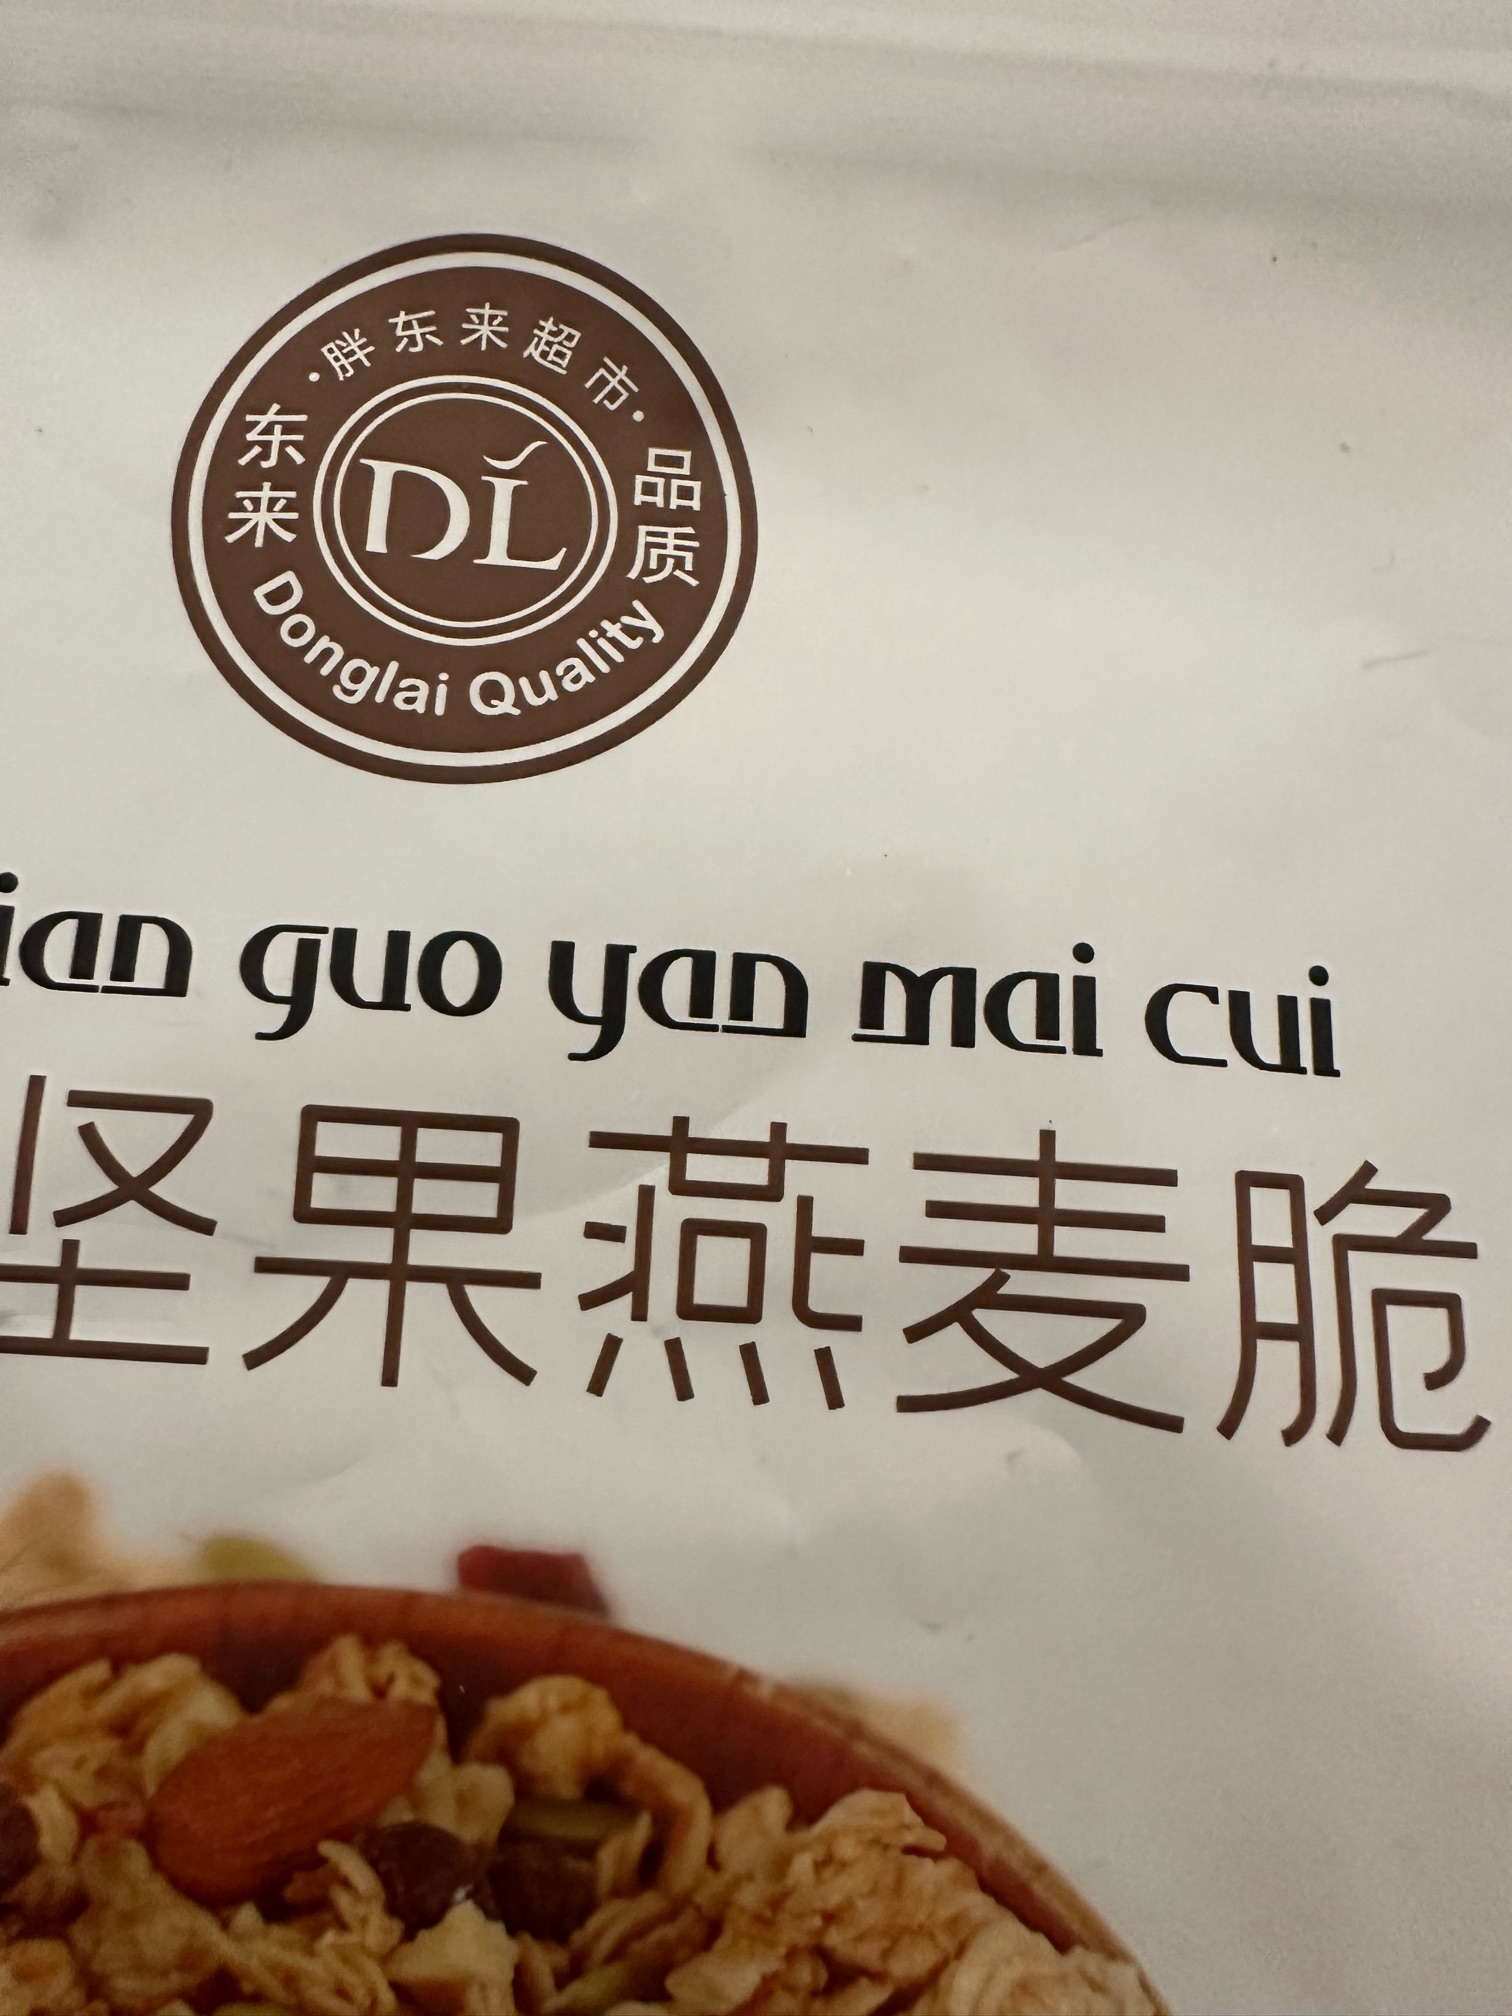 ·胖东来超市·
东来
品质
DL
Donglai Quality
ian guo yan mai cui
坚果燕麦脆